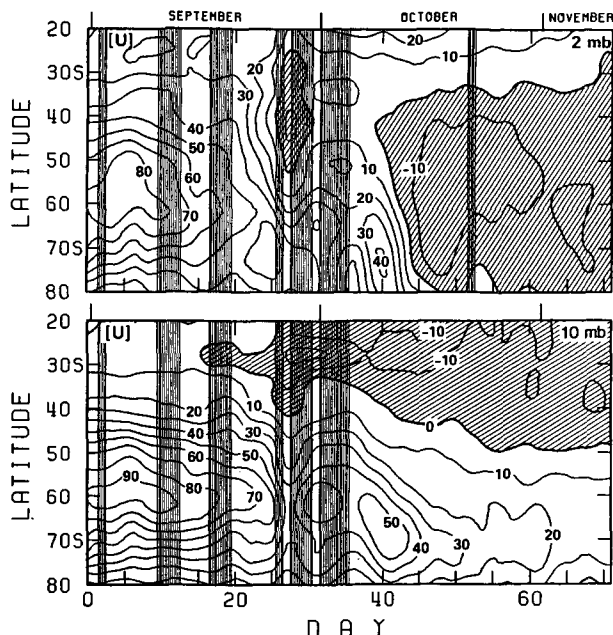 SEPTEMBER OCTOBER NOVEMBER
20 [U] 20 20 10 2 mb
30S 30
40 40
50 50 10 -10
80 60
60 20
70 30
70S 40
80
LATITUDE
20 [U] -10 10 mb
30S -10
10
40 20 30 0
40
50 60 50 10
90 80 70
60 50 20
70S 40 30
80
LATITUDE
0 20 40 60
DAY